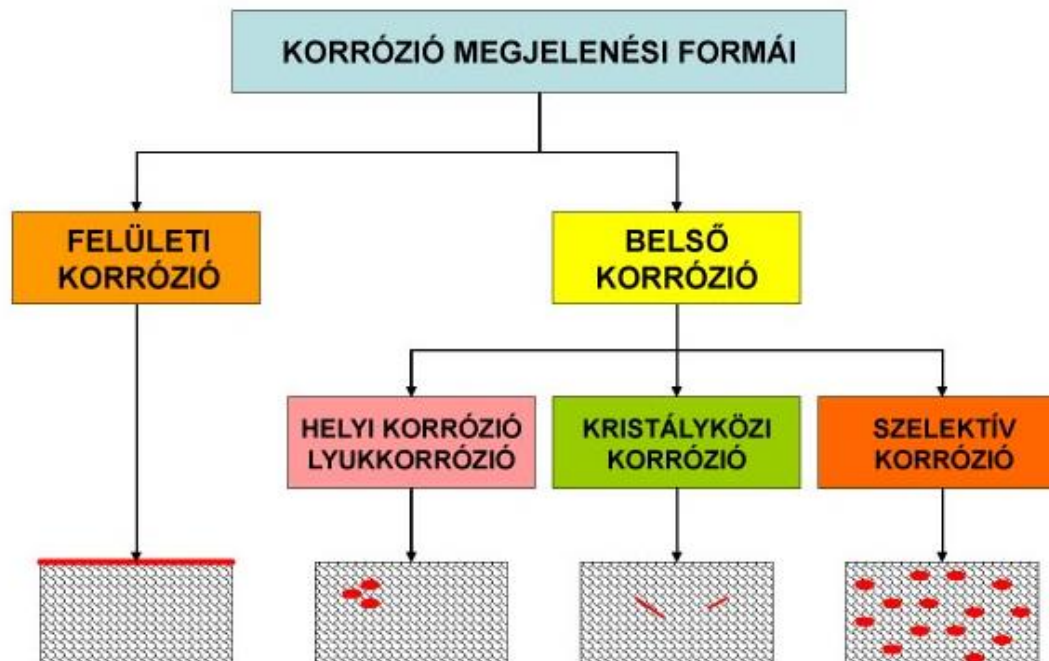 KORRÓZIÓ MEGJELENÉSI FORMÁI
FELÜLETI
KORRÓZIÓ
BELSŐ
KORRÓZIÓ
HELYI KORRÓZIÓ
LYUKKORRÓZIÓ
KRISTÁLYKÖZI
KORRÓZIÓ
SZELEKTÍV
KORRÓZIÓ